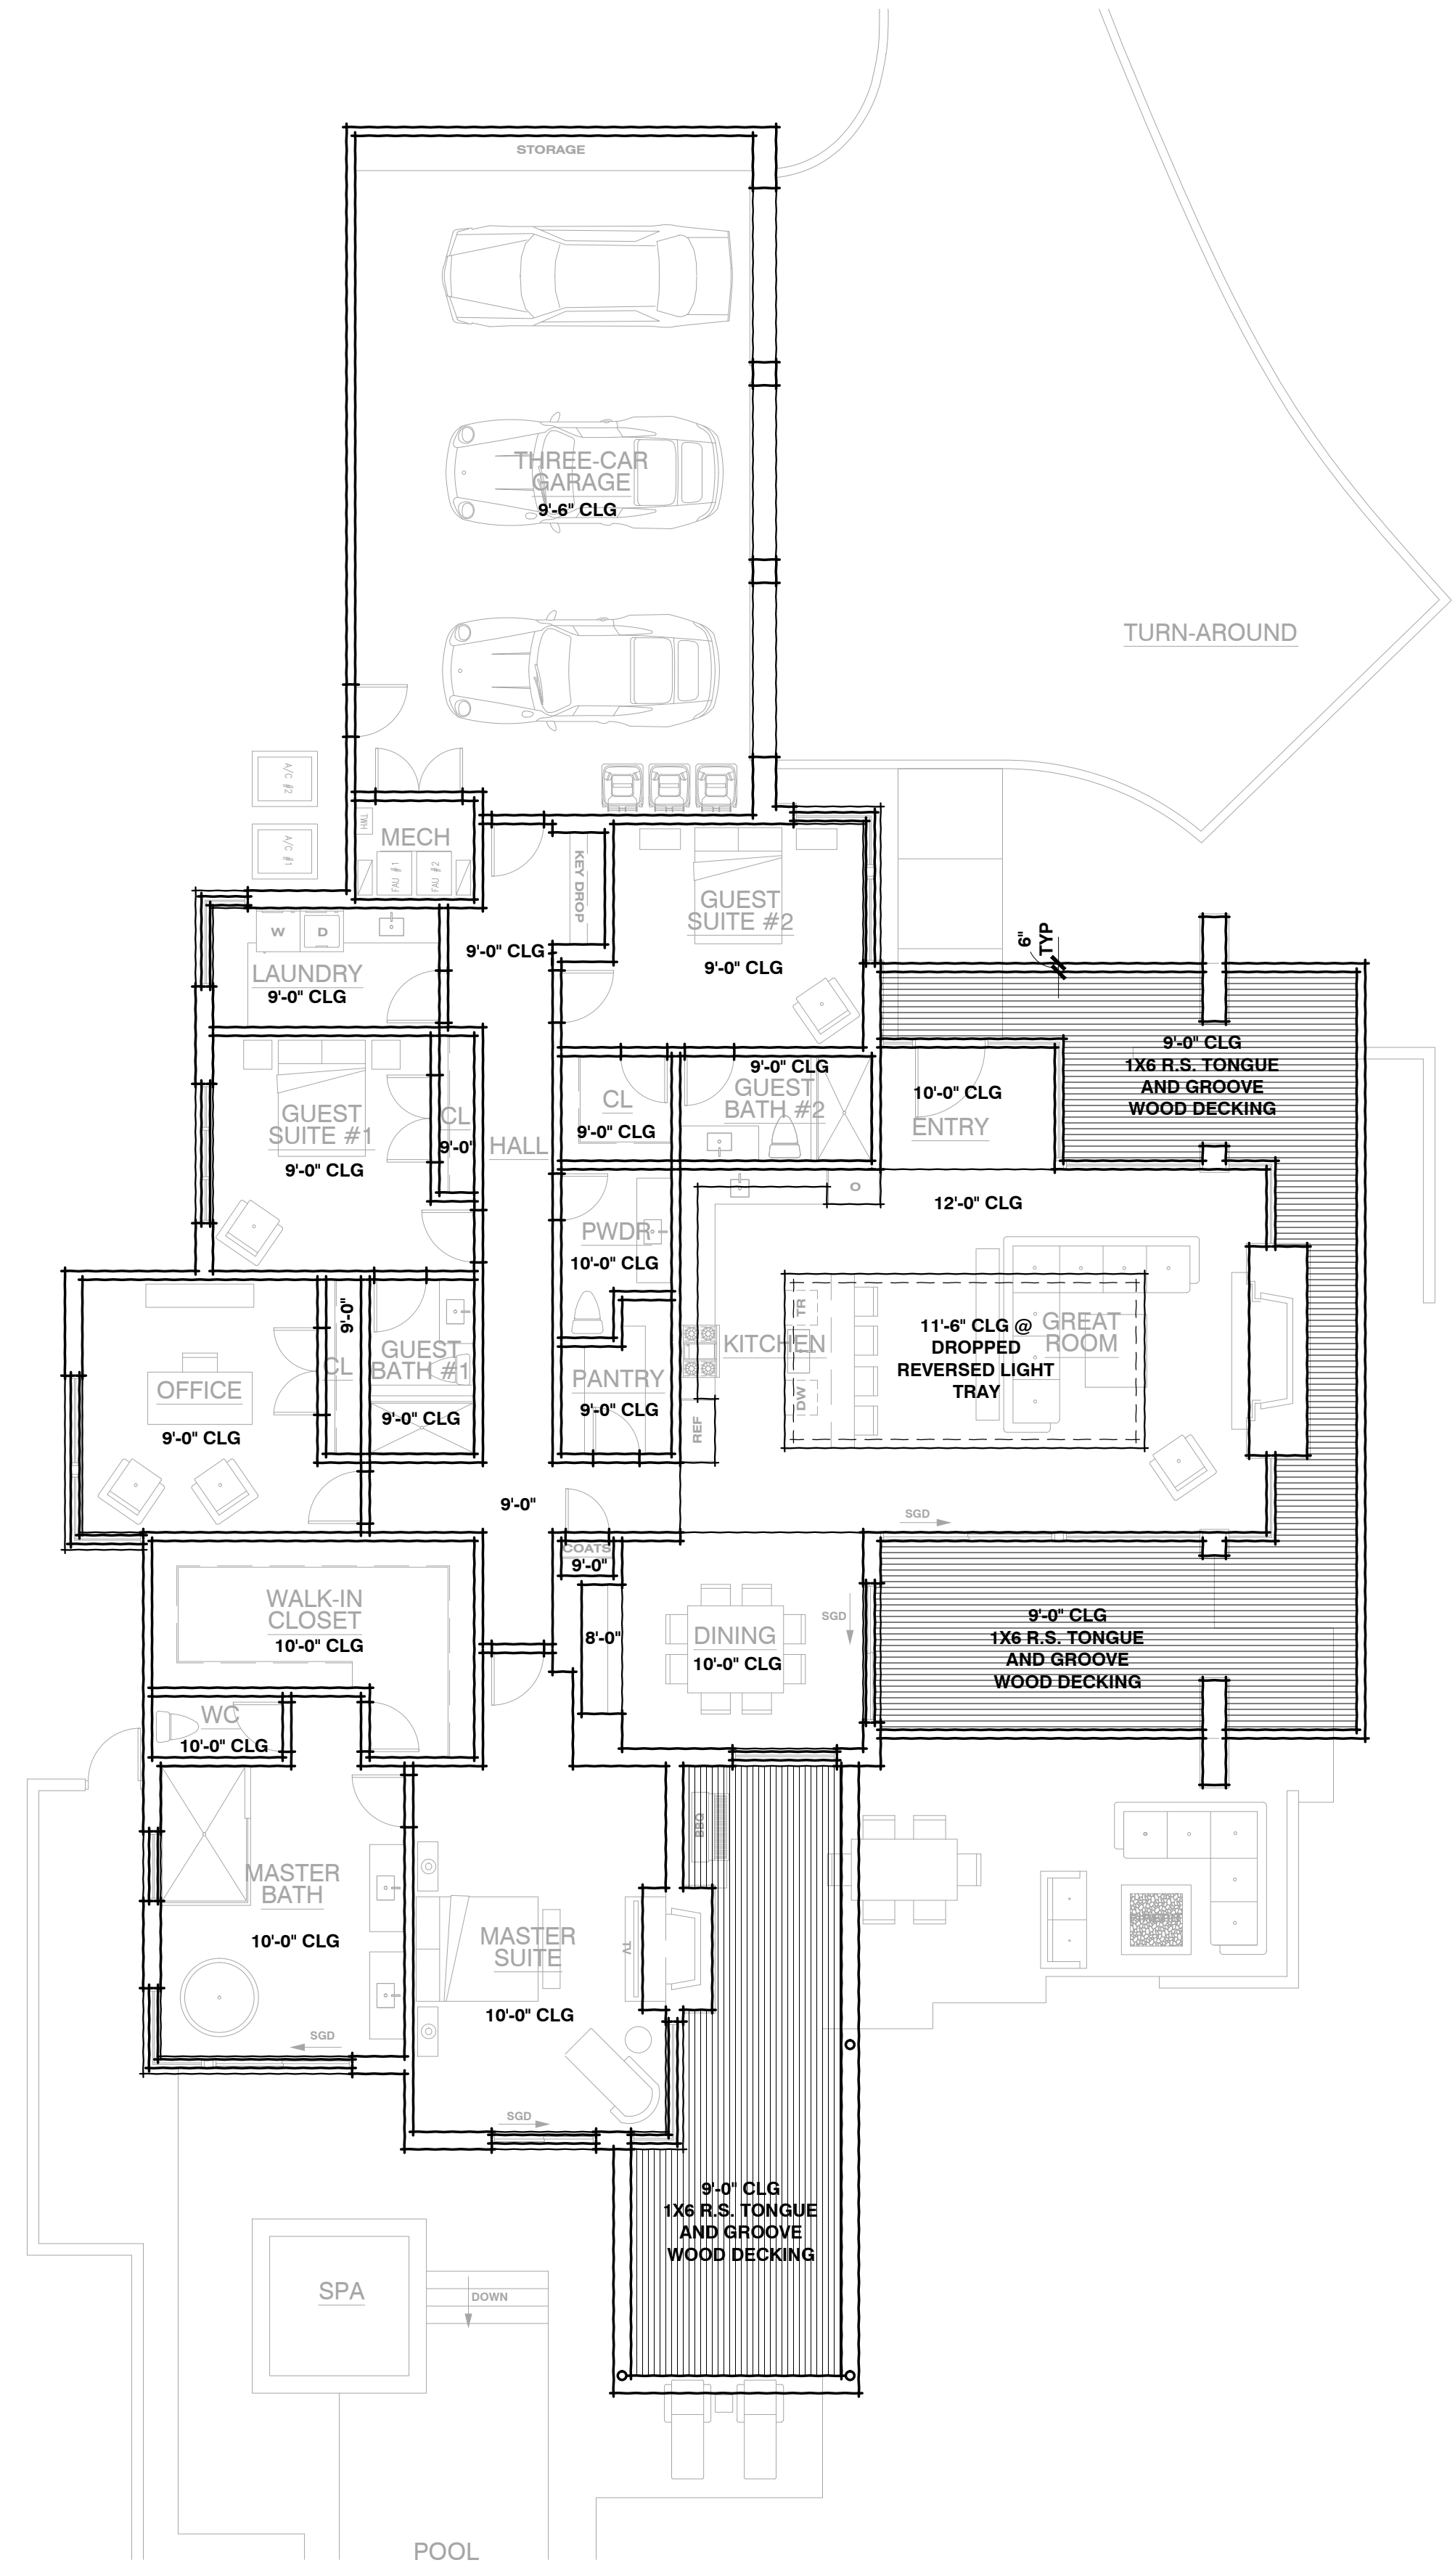 STORAGE
THREE-CAR
GARAGE
9'-6" CLG
TURN-AROUND
A/C #2
A/C #1
TWH
MECH
FAU #1
FAU #2
KEY DROP
GUEST
SUITE #2
9'-0" CLG
W
D
LAUNDRY
9'-0" CLG
9'-0" CLG
6"
TYP
9'-0" CLG
1X6 R.S. TONGUE
AND GROOVE
WOOD DECKING
GUEST
SUITE #1
9'-0" CLG
CL
9'-0"
HALL
CL
9'-0" CLG
9'-0" CLG
GUEST
BATH #2
10'-0" CLG
ENTRY
O
12'-0" CLG
PWDR
10'-0" CLG
OFFICE
9'-0" CLG
9'-0"
CL
GUEST
BATH #1
9'-0" CLG
PANTRY
9'-0" CLG
KITCHEN
REF
TR
DW
11'-6" CLG @
DROPPED
REVERSED LIGHT
TRAY
GREAT
ROOM
9'-0"
SGD
COATS
9'-0"
8'-0"
WALK-IN
CLOSET
10'-0" CLG
DINING
10'-0" CLG
SGD
9'-0" CLG
1X6 R.S. TONGUE
AND GROOVE
WOOD DECKING
WC
10'-0" CLG
BBQ
MASTER
BATH
10'-0" CLG
MASTER
SUITE
10'-0" CLG
TV
SGD
SGD
9'-0" CLG
1X6 R.S. TONGUE
AND GROOVE
WOOD DECKING
SPA
DOWN
POOL